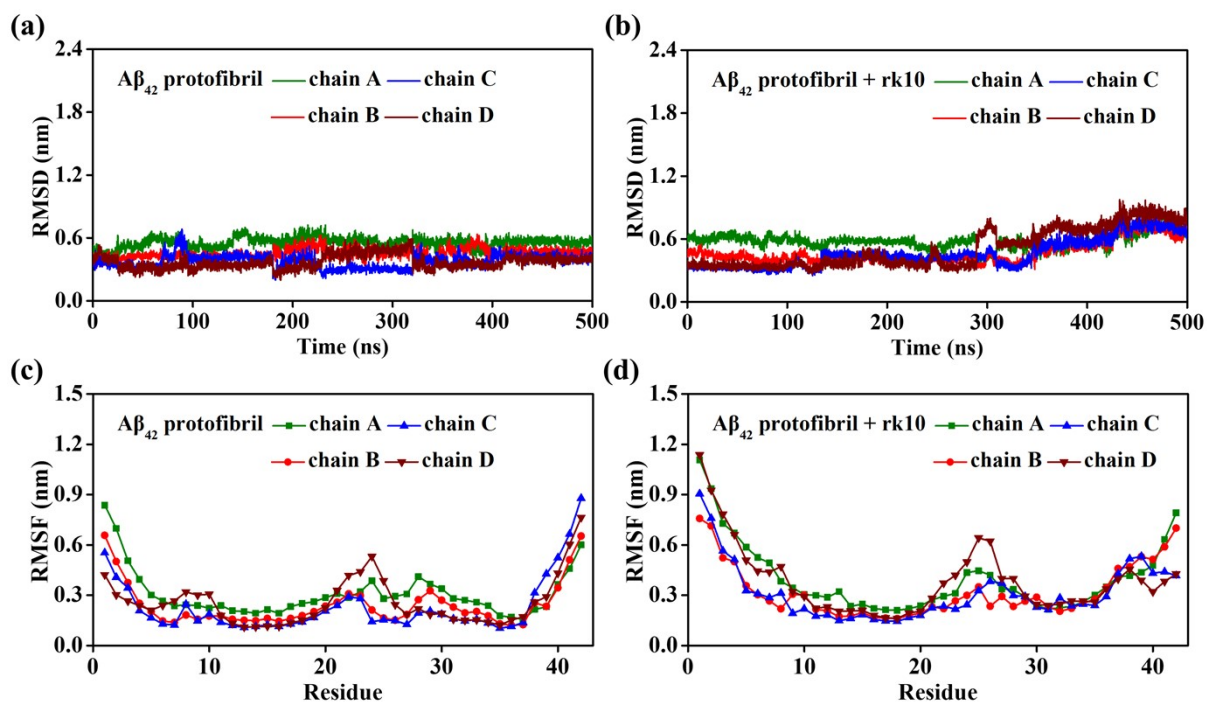 (a)
2.4
1.8
1.2
0.6
0.0
RMSD (nm)
Aβ42 protofibril
chain A
chain C
chain B
chain D
0
100
200
300
400
500
Time (ns)
(b)
2.4
1.8
1.2
0.6
0.0
RMSD (nm)
Aβ42 protofibril + rk10
chain A
chain C
chain B
chain D
0
100
200
300
400
500
Time (ns)
(c)
1.5
1.2
0.9
0.6
0.3
0.0
RMSF (nm)
Aβ42 protofibril
chain A
chain C
chain B
chain D
0
10
20
30
40
Residue
(d)
1.5
1.2
0.9
0.6
0.3
0.0
RMSF (nm)
Aβ42 protofibril + rk10
chain A
chain C
chain B
chain D
0
10
20
30
40
Residue